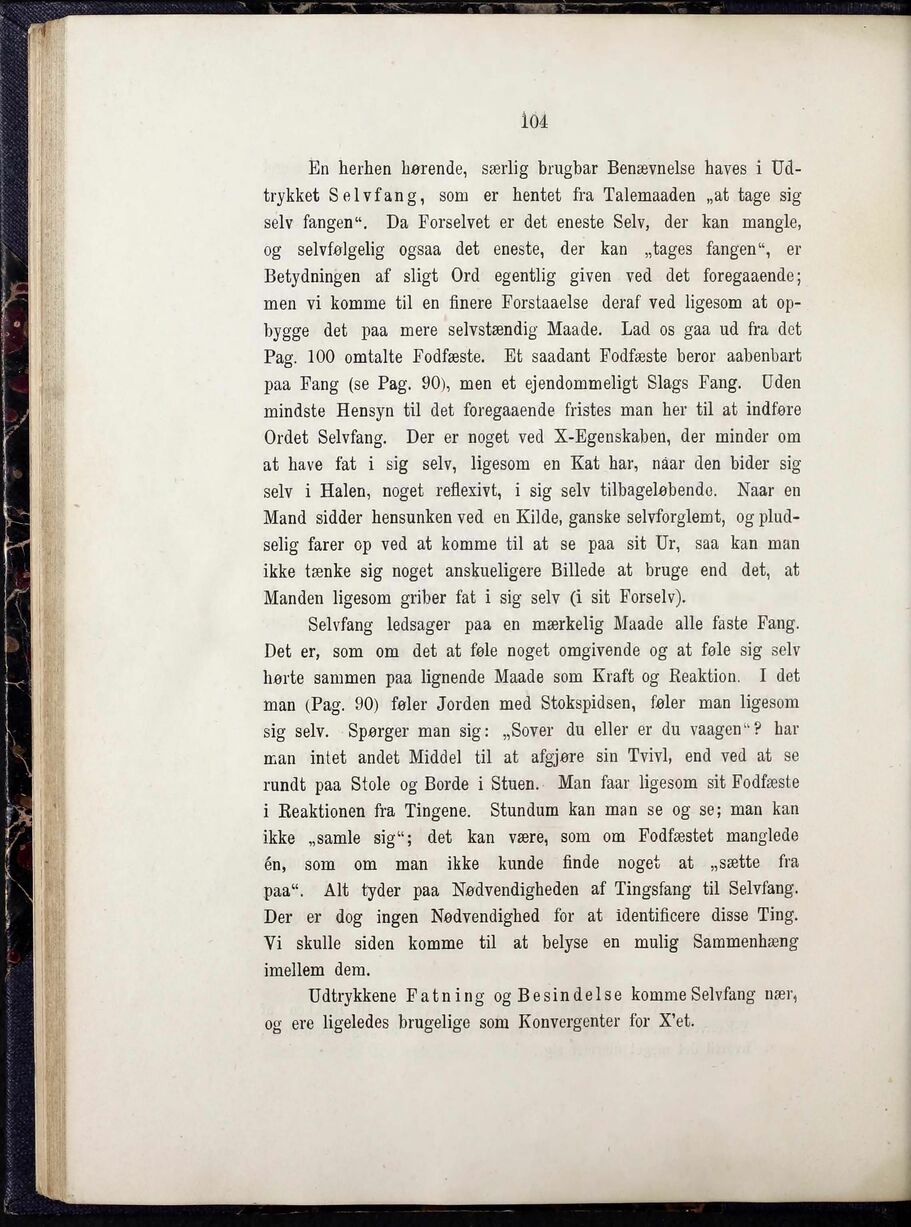 104
En herhen hørende, særlig brugbar Benævnelse haves i Ud-
trykket Selvfang, som er hentet fra Talemaaden „at tage sig
selv fangen“. Da Forselvet er det eneste Selv, der kan mangle,
og selvfølgelig ogsaa det eneste, der kan „tages fangen“, er
Betydningen af sligt Ord egentlig given ved det foregaaende;
men vi komme til en finere Forstaaelse deraf ved ligesom at op-
bygge det paa mere selvstændig Maade. Lad os gaa ud fra det
Pag. 100 omtalte Fodfæste. Et saadant Fodfæste beror aabenbart
paa Fang (se Pag. 90), men et ejendommeligt Slags Fang. Uden
mindste Hensyn til det foregaaende fristes man her til at indføre
Ordet Selvfang. Der er noget ved X-Egenskaben, der minder om
at have fat i sig selv, ligesom en Kat har, naar den bider sig
selv i Halen, noget reflexivt, i sig selv tilbageløbende. Naar en
Mand sidder hensunken ved en Kilde, ganske selvforglemt, og plud-
selig farer op ved at komme til at se paa sit Ur, saa kan man
ikke tænke sig noget anskueligere Billede at bruge end det, at
Manden ligesom griber fat i sig selv (i sit Forselv).
Selvfang ledsager paa en mærkelig Maade alle faste Fang.
Det er, som om det at føle noget omgivende og at føle sig selv
hørte sammen paa lignende Maade som Kraft og Reaktion. I det
man (Pag. 90) føler Jorden med Stokspidsen, føler man ligesom
sig selv. Spørger man sig: „Sover du eller er du vaagen“? har
man intet andet Middel til at afgjøre sin Tvivl, end ved at se
rundt paa Stole og Borde i Stuen. Man faar ligesom sit Fodfæste
i Reaktionen fra Tingene. Stundum kan man se og se; man kan
ikke „samle sig“; det kan være, som om Fodfæstet manglede
én, som om man ikke kunde finde noget at „sætte fra
paa“. Alt tyder paa Nødvendigheden af Tingsfang til Selvfang.
Der er dog ingen Nødvendighed for at identificere disse Ting.
Vi skulle siden komme til at belyse en mulig Sammenhæng
imellem dem.
Udtrykkene Fatning og Besindelse komme Selvfang nær,
og ere ligeledes brugelige som Konvergenter for X'et.